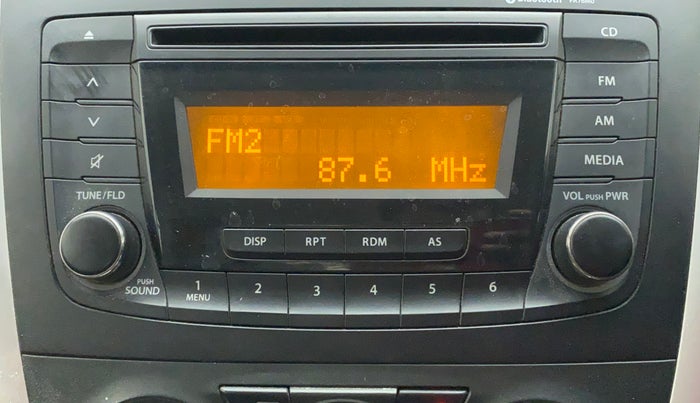 Bluetooth
CD
FM
AM
MEDIA
FM2
87.6 MHz
TUNE/FLD
VOL PUSH PWR
DISP RPT RDM AS
PUSH
SOUND
1 2 3 4 5 6
MENU